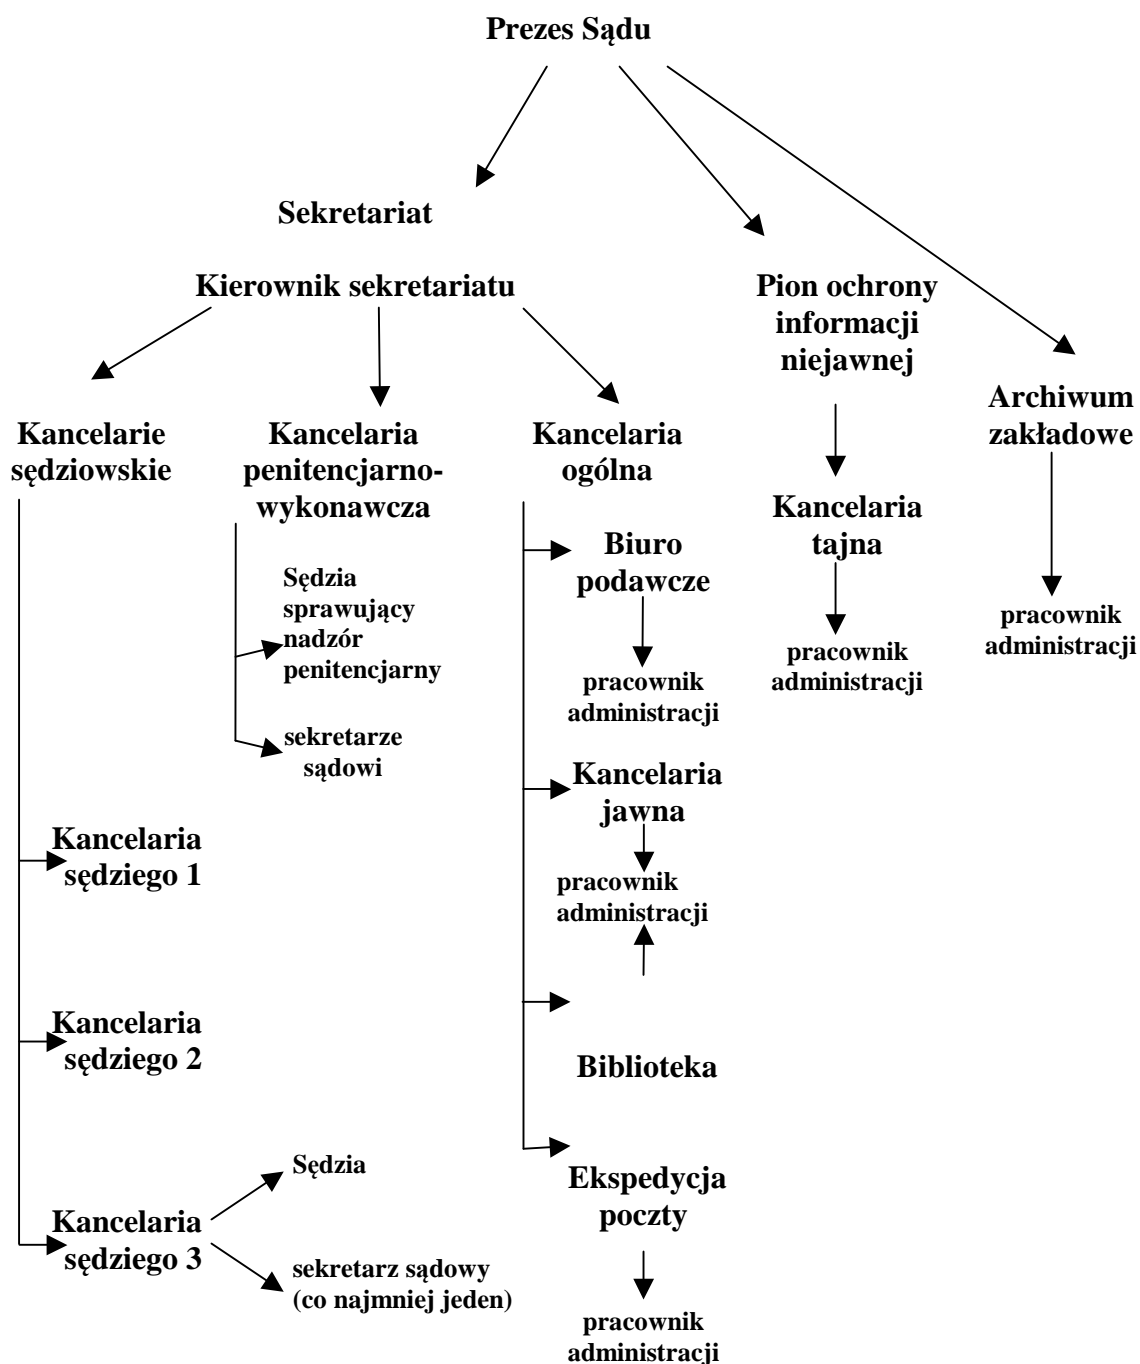 Prezes Sądu
Sekretariat
Kierownik sekretariatu
Pion ochrony
informacji
niejawnej
Archiwum
zakładowe
Kancelarie
sędziowskie
Kancelaria
penitencjarno-
wykonawcza
Kancelaria
ogólna
Kancelaria
tajna
Biuro
podawcze
Sędzia
sprawujący
nadzór
penitencjarny
pracownik
administracji
pracownik
administracji
pracownik
administracji
sekretarze
sądowi
Kancelaria
jawna
Kancelaria
sędziego 1
pracownik
administracji
Kancelaria
sędziego 2
Biblioteka
Sędzia
Ekspedycja
poczty
Kancelaria
sędziego 3
sekretarz sądowy
(co najmniej jeden)
pracownik
administracji